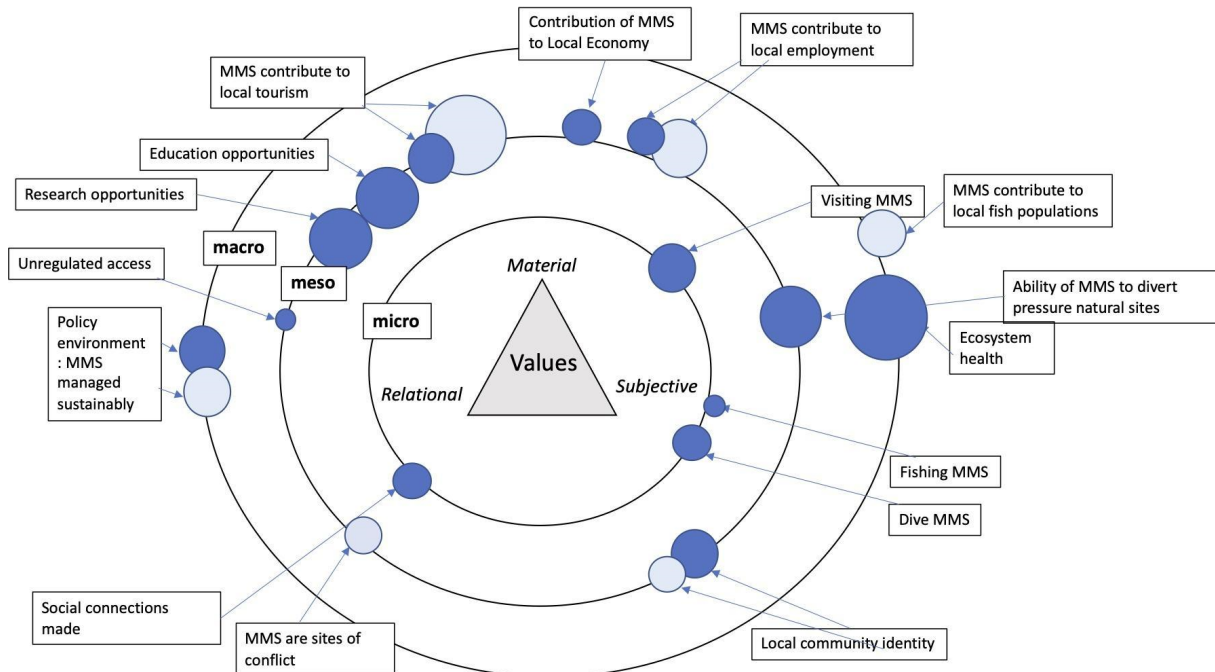 Contribution of MMS
to Local Economy
MMS contribute to
local employment
MMS contribute to
local tourism
Education opportunities
Research opportunities
Visiting MMS
MMS contribute to
local fish populations
macro
Unregulated access
meso
Material
micro
Ability of MMS to divert
pressure natural sites
Policy
environment
: MMS
managed
sustainably
Ecosystem
health
Values
Relational
Subjective
Fishing MMS
Dive MMS
Social connections
made
MMS are sites of
conflict
Local community identity